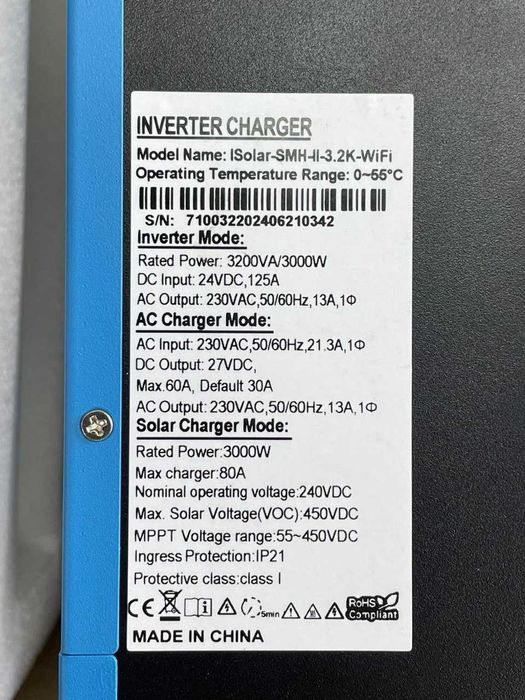 INVERTER CHARGER
Model Name: ISolar-SMH-II-3.2K-WiFi
Operating Temperature Range: 0~55°C
S/N: 710032202406210342
Inverter Mode:
Rated Power: 3200VA/3000W
DC Input: 24VDC,125A
AC Output: 230VAC,50/60Hz,13A,1Φ
AC Charger Mode:
AC Input: 230VAC,50/60Hz,21.3A,1Φ
DC Output: 27VDC,
Max.60A, Default 30A
AC Output: 230VAC,50/60Hz,13A,1Φ
Solar Charger Mode:
Rated Power:3000W
Max charger:80A
Nominal operating voltage:240VDC
Max. Solar Voltage(VOC):450VDC
MPPT Voltage range:55~450VDC
Ingress Protection:IP21
Protective class:class I
CE 5min RoHS
Compliant
MADE IN CHINA